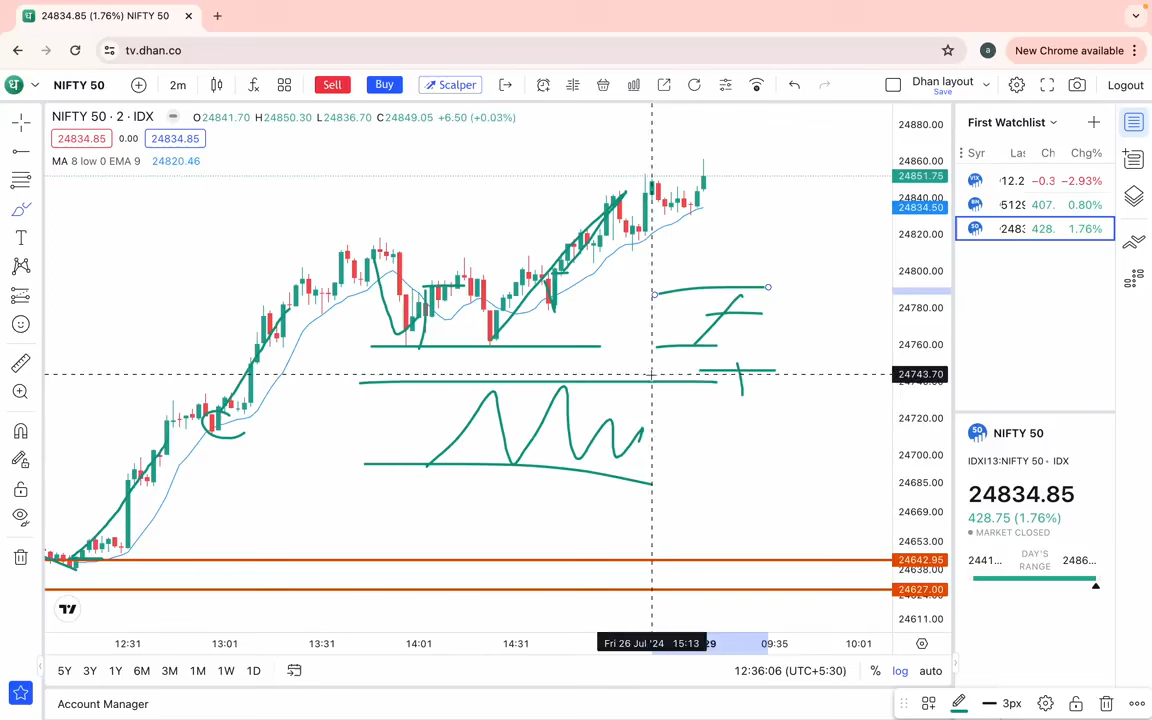 24834.85 (1.76%) NIFTY 50
tv.dhan.co
a
New Chrome available
NIFTY 50
2m
Sell
Buy
Scalper
Dhan layout
Save
Logout
NIFTY 50 · 2 · IDX
O24841.70 H24850.30 L24836.70 C24849.05 +6.50 (+0.03%)
24834.85 0.00 24834.85
MA 8 low 0 EMA 9 24820.46
24880.00
24860.00
24851.75
24840.00
24834.50
24820.00
24800.00
24780.00
24760.00
24743.70
24720.00
24700.00
24685.00
24669.00
24653.00
24642.95
24638.00
24627.00
24611.00
First Watchlist
Syr Las Ch Chg%
12.2 −0.3 −2.93%
5129 407. 0.80%
248 428. 1.76%
50 NIFTY 50
IDXI13:NIFTY 50 • IDX
24834.85
428.75 (1.76%)
MARKET CLOSED
2441... DAY'S RANGE 2486...
12:31 13:01 13:31 14:01 14:31 Fri 26 Jul '24 15:13 29 09:35 10:01
5Y 3Y 1Y 6M 3M 1M 1W 1D
12:36:06 (UTC+5:30) % log auto
Account Manager
3px